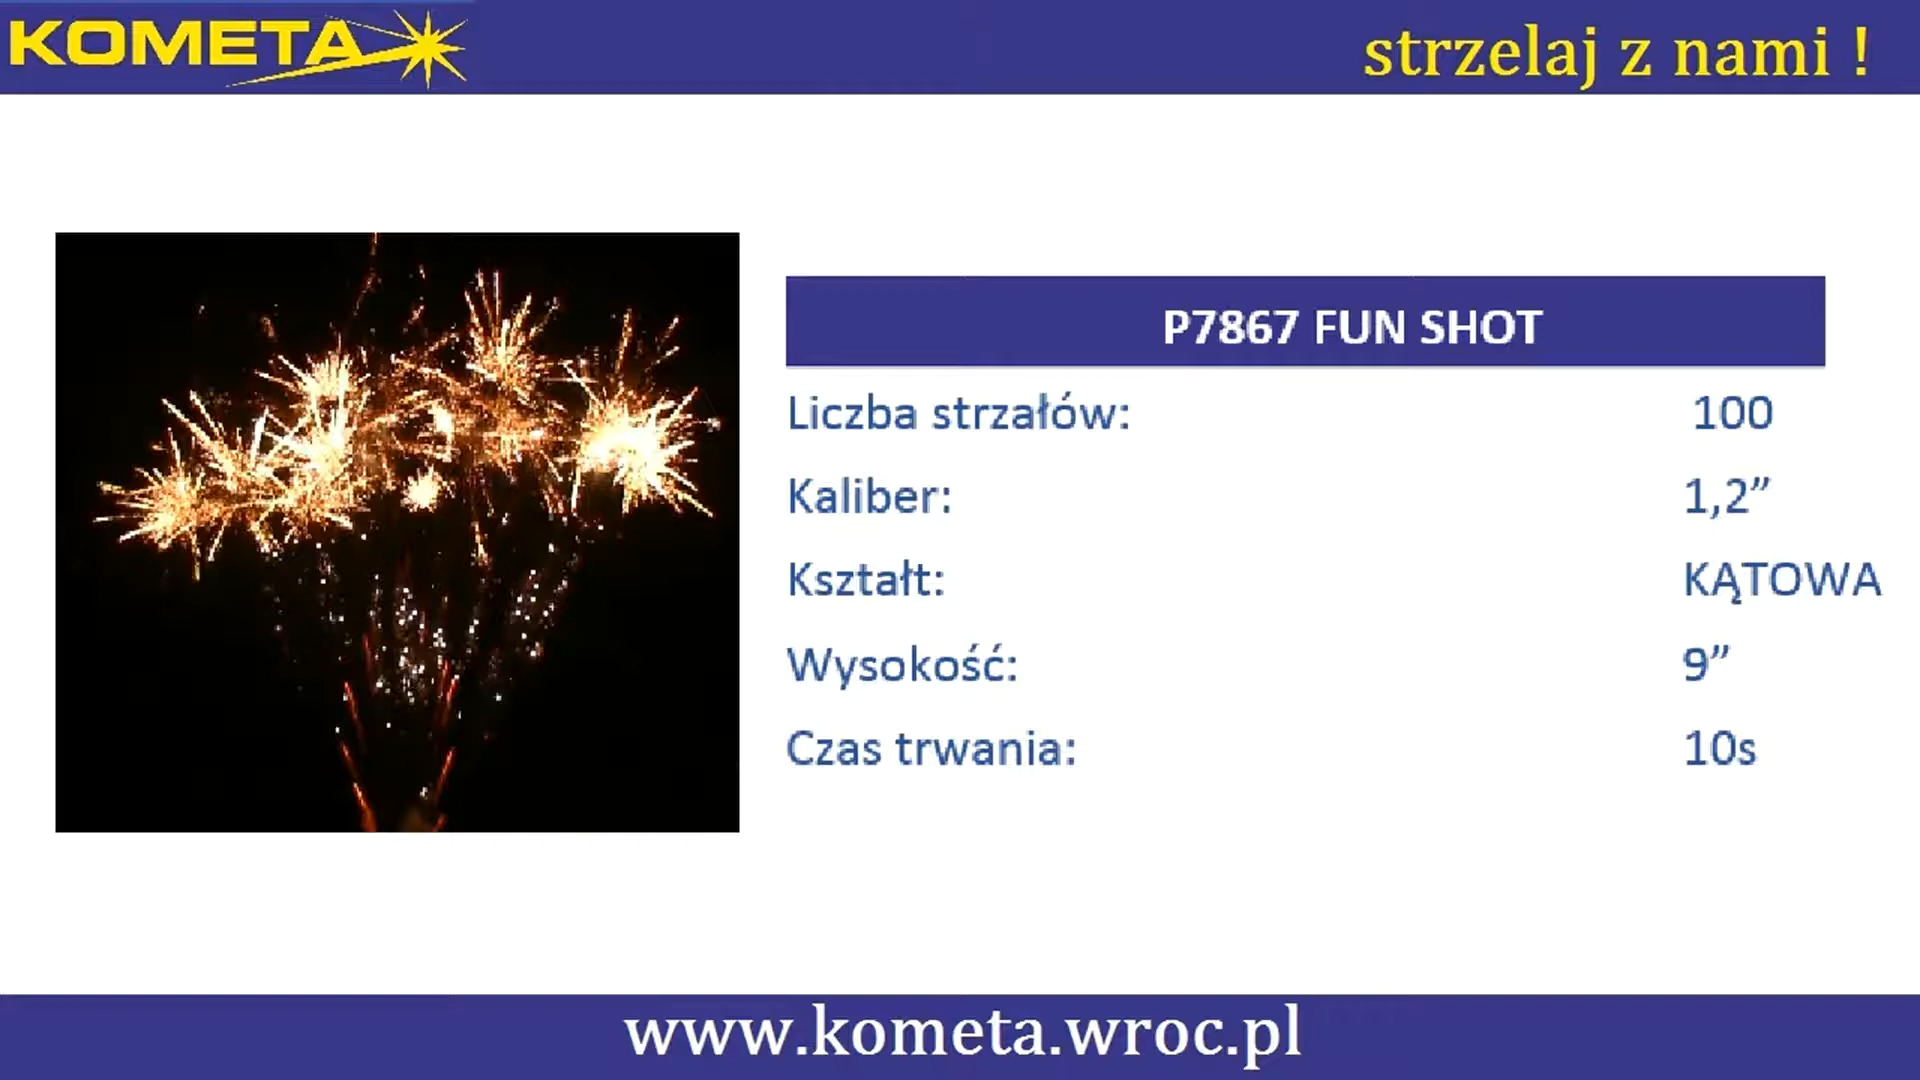 KOMETA
strzelaj z nami !
P7867 FUN SHOT
Liczba strzałów: 100
Kaliber: 1,2”
Kształt: KĄTOWA
Wysokość: 9”
Czas trwania: 10s
www.kometa.wroc.pl